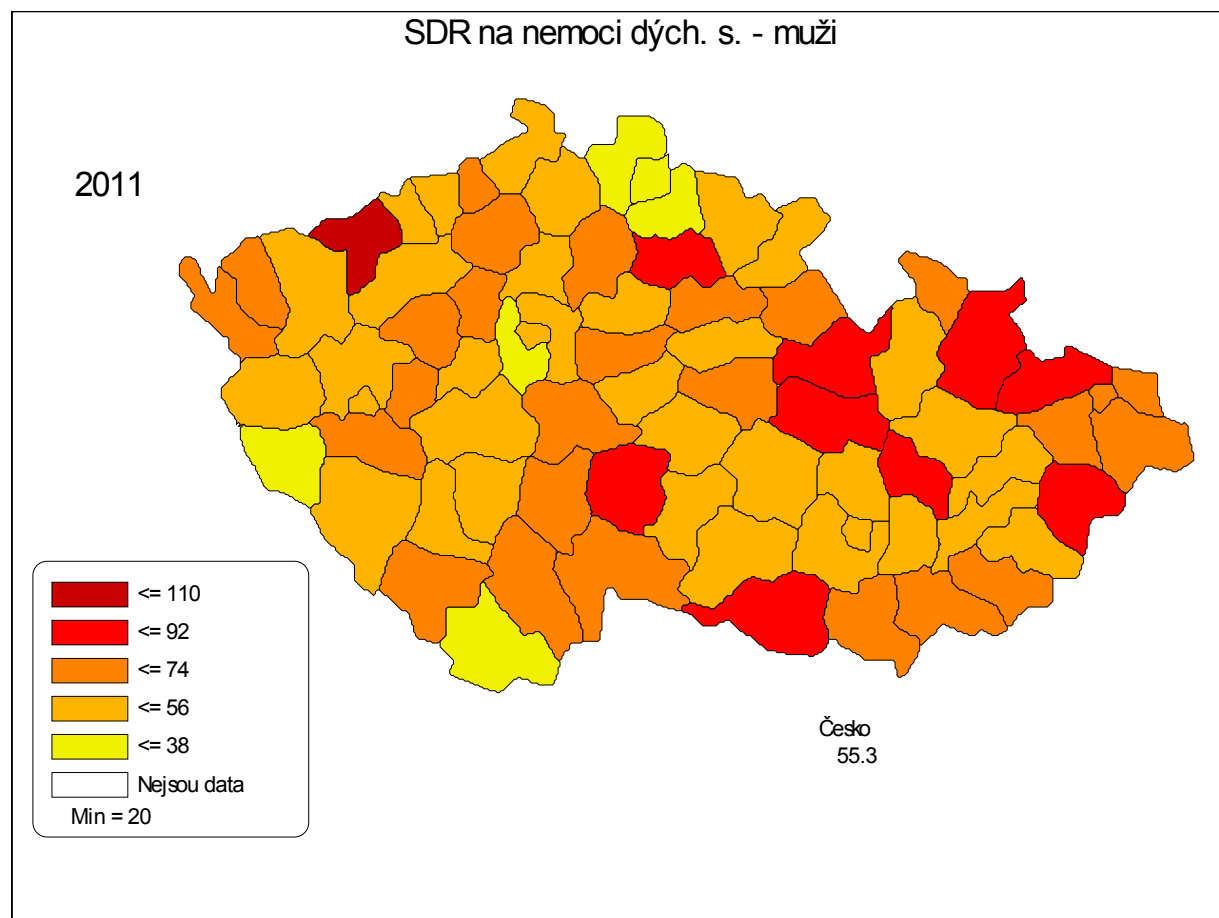 SDR na nemoci dých. s. - muži
2011
<= 110
<= 92
<= 74
<= 56
<= 38
Nejsou data
Min = 20
Česko
55.3